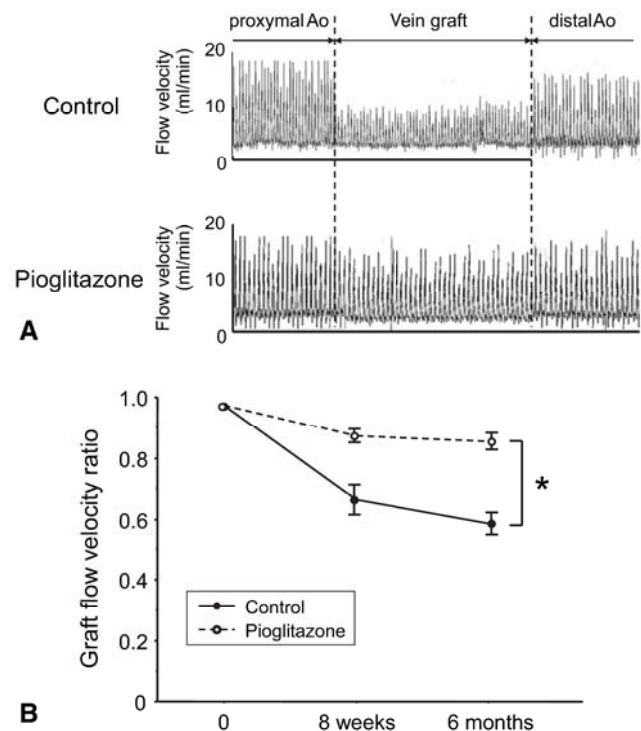 proxymal Ao Vein graft distal Ao
Control
Flow velocity
(ml/min)
20
10
0
Pioglitazone
Flow velocity
(ml/min)
20
10
0
A
Graft flow velocity ratio
1.0
0.8
0.6
0.4
0.2
0
*
Control
Pioglitazone
0 8 weeks 6 months
B